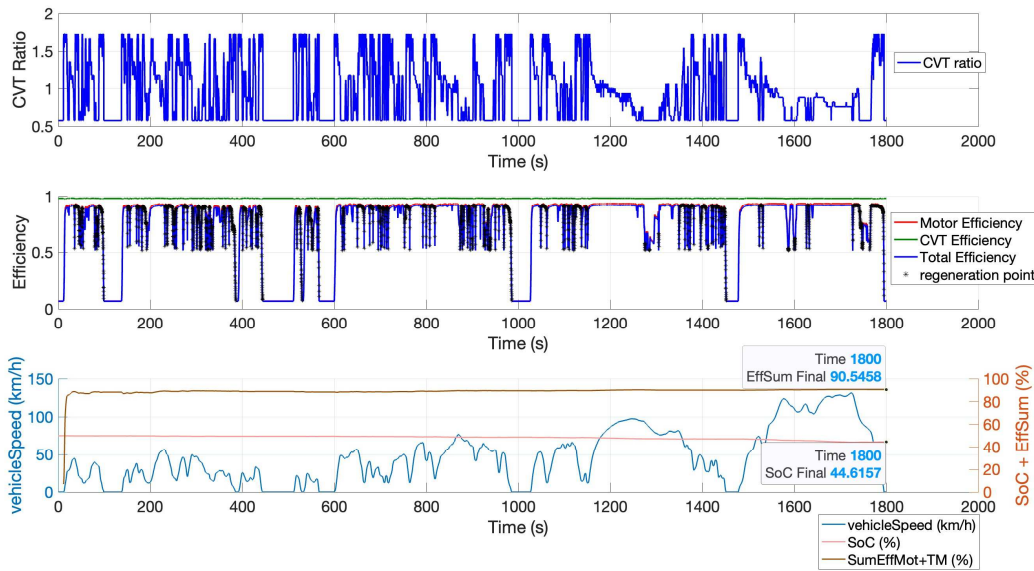 2
1.5
1
0.5
CVT Ratio
0 200 400 600 800 1000 1200 1400 1600 1800 2000
Time (s)
CVT ratio
1
0.5
0
Efficiency
0 200 400 600 800 1000 1200 1400 1600 1800 2000
Time (s)
Motor Efficiency
CVT Efficiency
Total Efficiency
regeneration point
Time 1800
EffSum Final 90.5458
150
100
50
0
vehicleSpeed (km/h)
100
80
60
40
20
0
SoC + EffSum (%)
Time 1800
SoC Final 44.6157
0 200 400 600 800 1000 1200 1400 1600 1800 2000
Time (s)
vehicleSpeed (km/h)
SoC (%)
SumEffMot+TM (%)